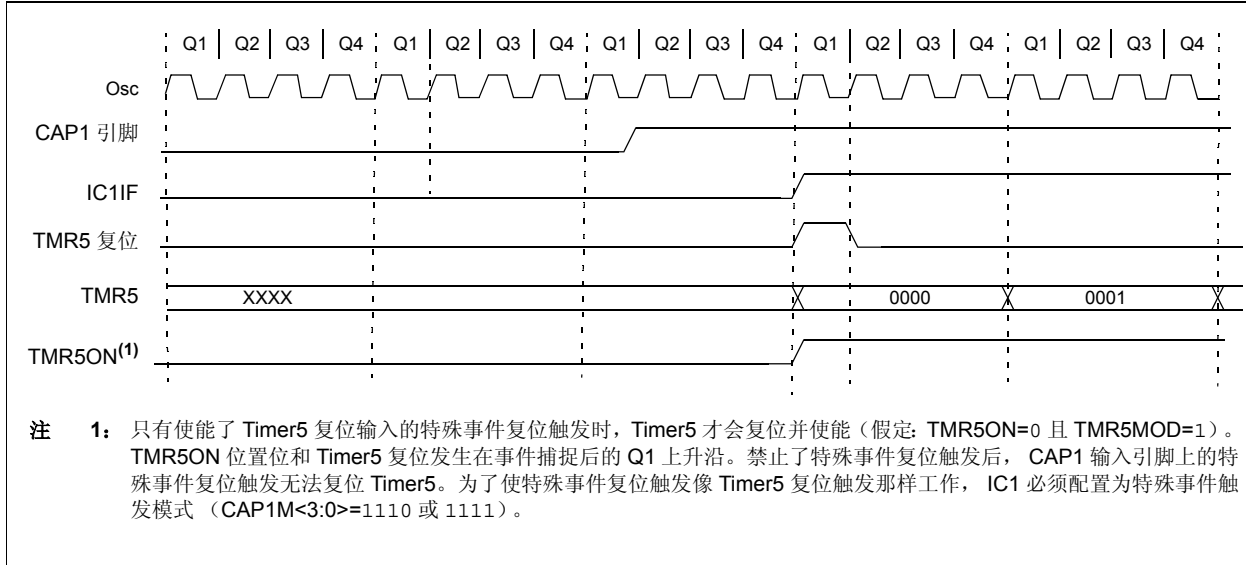 Q1 Q2 Q3 Q4 Q1 Q2 Q3 Q4 Q1 Q2 Q3 Q4 Q1 Q2 Q3 Q4 Q1 Q2 Q3 Q4
Osc
CAP1 引脚
IC1IF
TMR5 复位
TMR5 XXXX 0000 0001
TMR5ON(1)
注 1： 只有使能了 Timer5 复位输入的特殊事件复位触发时，Timer5 才会复位并使能（假定: TMR5ON=0 且 TMR5MOD=1）。
TMR5ON 位置位和 Timer5 复位发生在事件捕捉后的 Q1 上升沿。禁止了特殊事件复位触发后， CAP1 输入引脚上的特
殊事件复位触发无法复位 Timer5。为了使特殊事件复位触发像 Timer5 复位触发那样工作， IC1 必须配置为特殊事件触
发模式 （CAP1M<3:0>=1110 或 1111）。